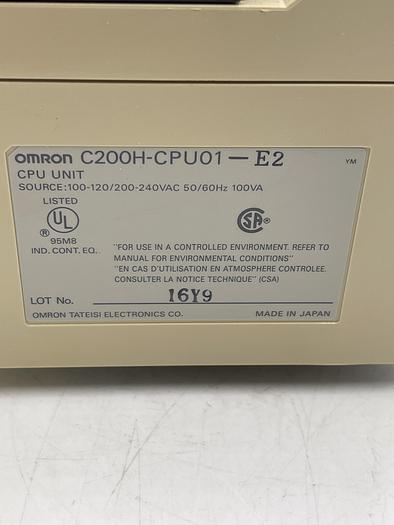 OMRON C200H-CPU01-E2
YM
CPU UNIT
SOURCE:100-120/200-240VAC 50/60Hz 100VA
LISTED
UL
®
95M8
IND. CONT. EQ..
SA
®
"FOR USE IN A CONTROLLED ENVIRONMENT. REFER TO
MANUAL FOR ENVIRONMENTAL CONDITIONS"
"EN CAS D'UTILISATION EN ATMOSPHERE CONTROLEE.
CONSULTER LA NOTICE TECHNIQUE" (CSA)
LOT No. 16Y9
OMRON TATEISI ELECTRONICS CO. MADE IN JAPAN